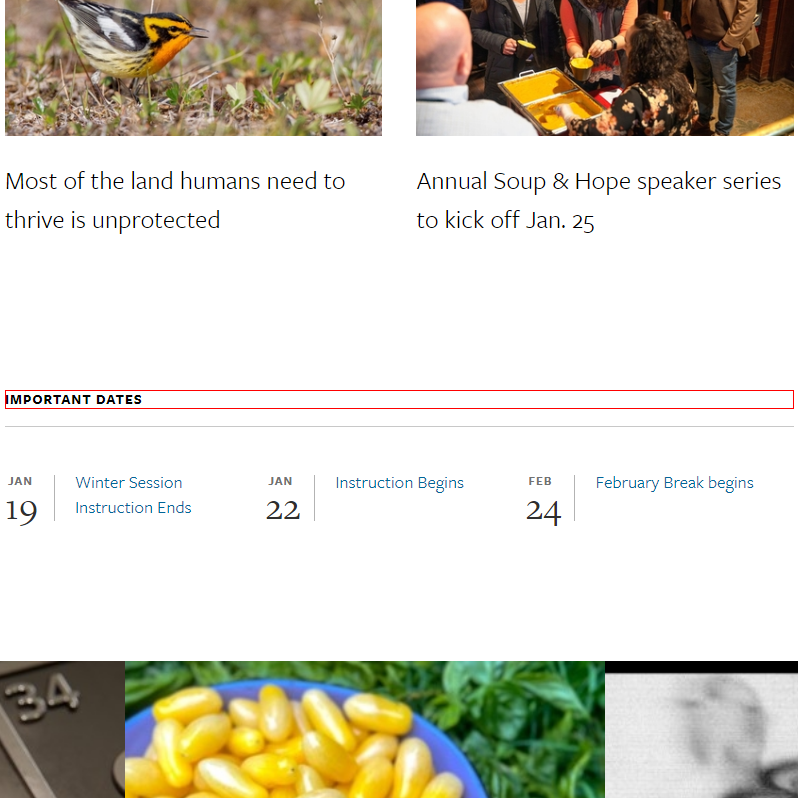 Most of the land humans need to
thrive is unprotected
Annual Soup & Hope speaker series
to kick off Jan. 25
IMPORTANT DATES
JAN
19
Winter Session
Instruction Ends
JAN
22
Instruction Begins
FEB
24
February Break begins
34